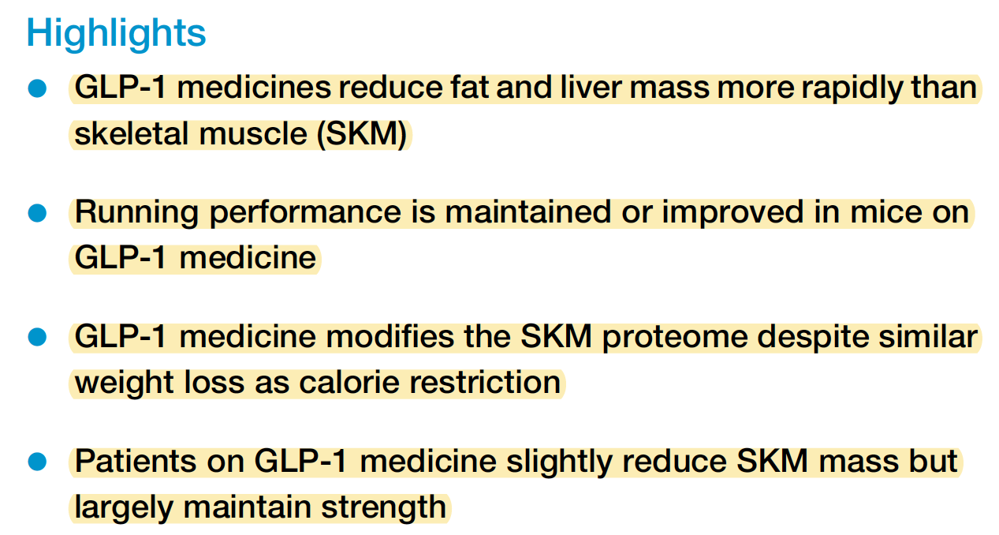 Highlights
● GLP-1 medicines reduce fat and liver mass more rapidly than
skeletal muscle (SKM)
● Running performance is maintained or improved in mice on
GLP-1 medicine
● GLP-1 medicine modifies the SKM proteome despite similar
weight loss as calorie restriction
● Patients on GLP-1 medicine slightly reduce SKM mass but
largely maintain strength